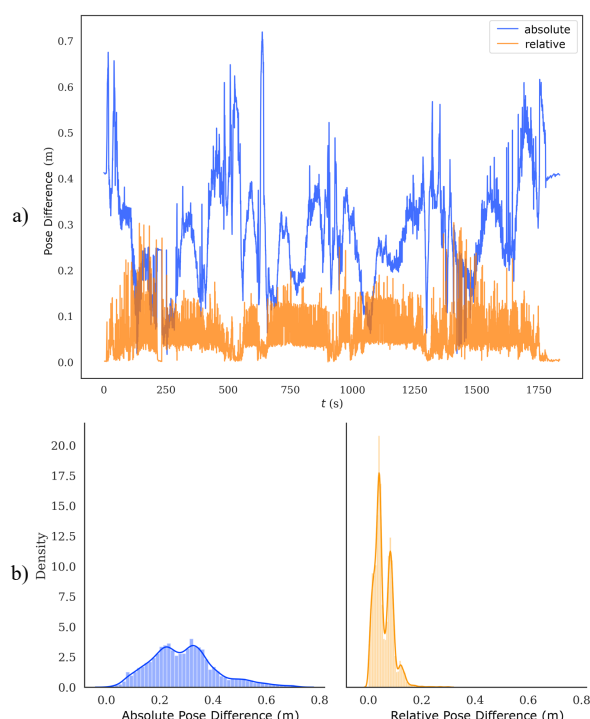 absolute
relative
0.7
0.6
0.5
0.4
0.3
0.2
0.1
0.0
Pose Difference (m)
a)
0 250 500 750 1000 1250 1500 1750
t (s)
20.0
17.5
15.0
12.5
10.0
7.5
5.0
2.5
0.0
Density
b)
0.0 0.2 0.4 0.6 0.8
0.0 0.2 0.4 0.6 0.8
Absolute Pose Difference (m)
Relative Pose Difference (m)